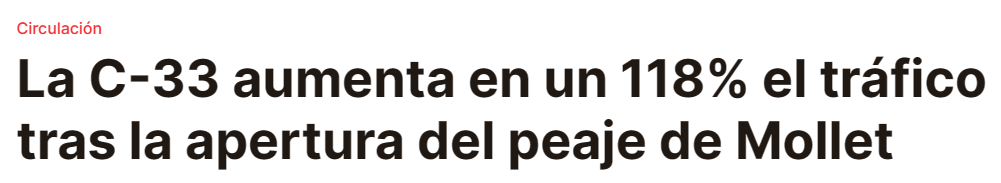 Circulación
La C-33 aumenta en un 118% el tráfico
tras la apertura del peaje de Mollet